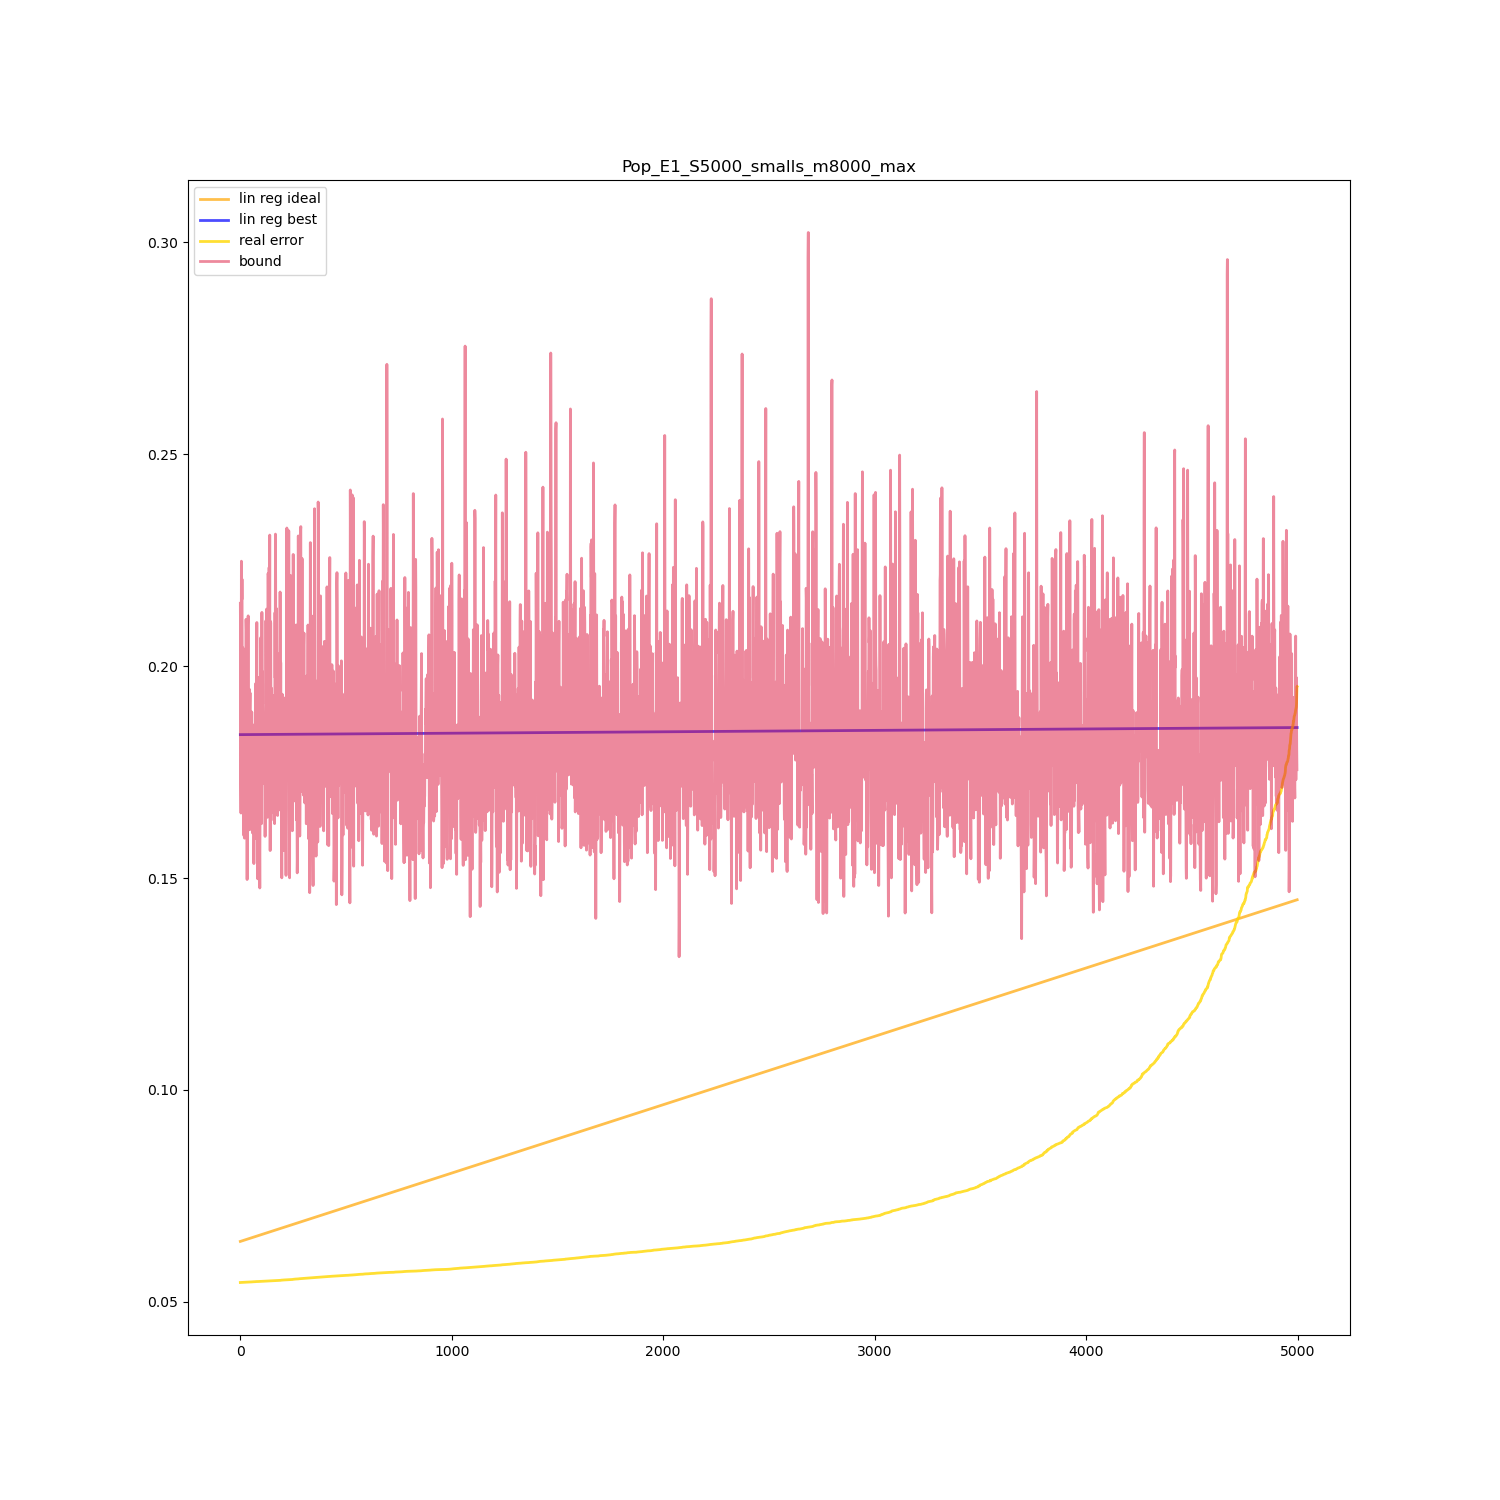 Pop_E1_S5000_smalls_m8000_max
lin reg ideal
lin reg best
real error
bound
0.30
0.25
0.20
0.15
0.10
0.05
0 1000 2000 3000 4000 5000